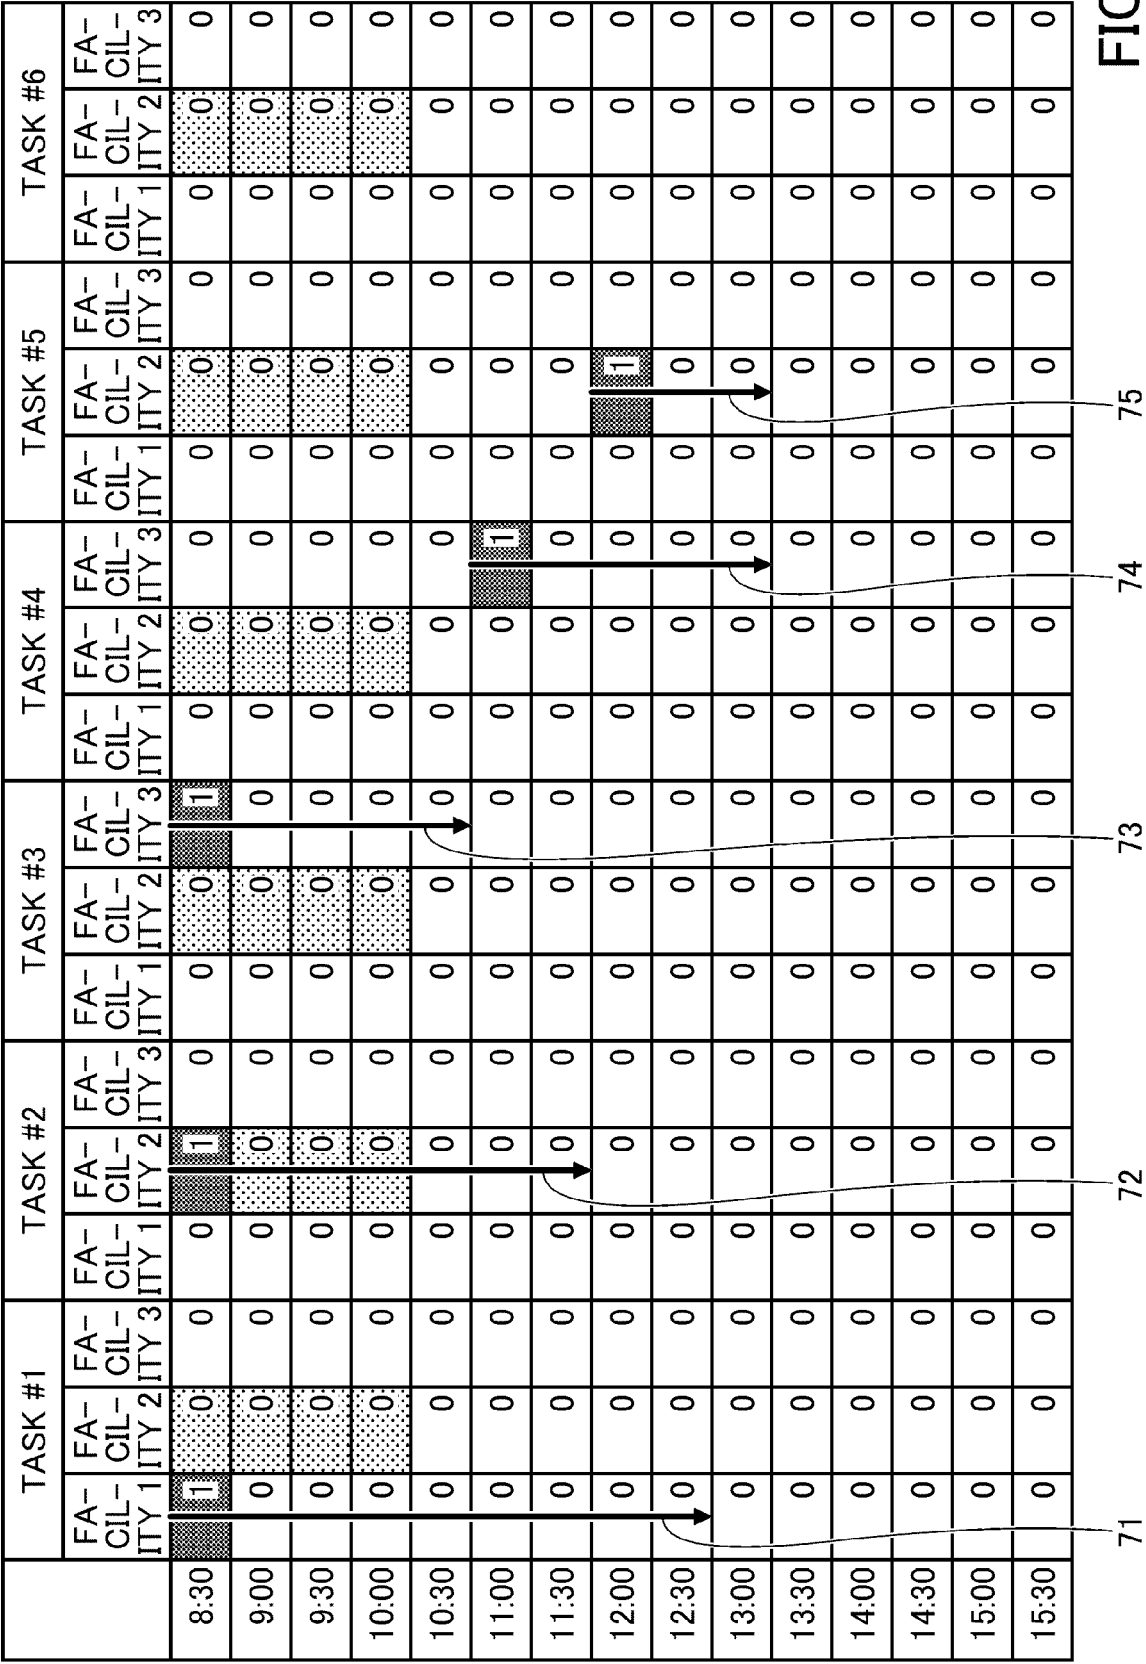 TASK #1 TASK #2 TASK #3 TASK #4 TASK #5 TASK #6
FA- FA- FA- FA- FA- FA- FA- FA- FA- FA- FA- FA- FA- FA- FA- FA- FA- FA-
CIL- CIL- CIL- CIL- CIL- CIL- CIL- CIL- CIL- CIL- CIL- CIL- CIL- CIL- CIL- CIL- CIL- CIL-
ITY 1 ITY 2 ITY 3 ITY 1 ITY 2 ITY 3 ITY 1 ITY 2 ITY 3 ITY 1 ITY 2 ITY 3 ITY 1 ITY 2 ITY 3 ITY 1 ITY 2 ITY 3
8:30 1 0 0 0 1 0 0 0 1 0 0 0 0 0 0 0 0 0
9:00 0 0 0 0 0 0 0 0 0 0 0 0 0 0 0 0 0 0
9:30 0 0 0 0 0 0 0 0 0 0 0 0 0 0 0 0 0 0
10:00 0 0 0 0 0 0 0 0 0 0 0 0 0 0 0 0 0 0
10:30 0 0 0 0 0 0 0 0 0 0 0 0 0 0 0 0 0 0
11:00 0 0 0 0 0 0 0 0 0 0 0 1 0 0 0 0 0 0
11:30 0 0 0 0 0 0 0 0 0 0 0 0 0 0 0 0 0 0
12:00 0 0 0 0 0 0 0 0 0 0 0 0 0 1 0 0 0 0
12:30 0 0 0 0 0 0 0 0 0 0 0 0 0 0 0 0 0 0
13:00 0 0 0 0 0 0 0 0 0 0 0 0 0 0 0 0 0 0
13:30 0 0 0 0 0 0 0 0 0 0 0 0 0 0 0 0 0 0
14:00 0 0 0 0 0 0 0 0 0 0 0 0 0 0 0 0 0 0
14:30 0 0 0 0 0 0 0 0 0 0 0 0 0 0 0 0 0 0
15:00 0 0 0 0 0 0 0 0 0 0 0 0 0 0 0 0 0 0
15:30 0 0 0 0 0 0 0 0 0 0 0 0 0 0 0 0 0 0
71 72 73 74 75